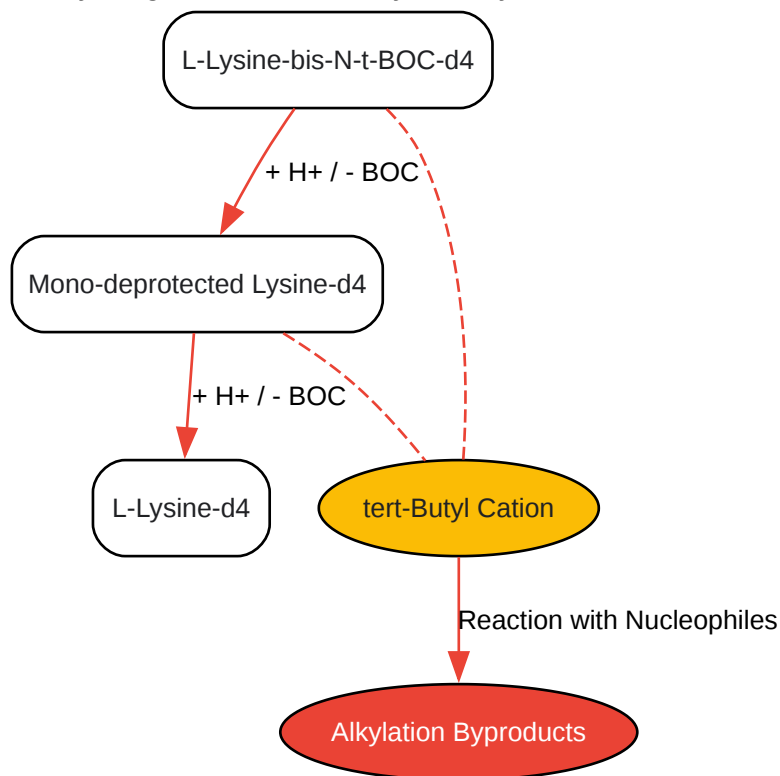 L-Lysine-bis-N-t-BOC-d4
+ H+ / - BOC
Mono-deprotected Lysine-d4
+ H+ / - BOC
L-Lysine-d4
tert-Butyl Cation
Reaction with Nucleophiles
Alkylation Byproducts